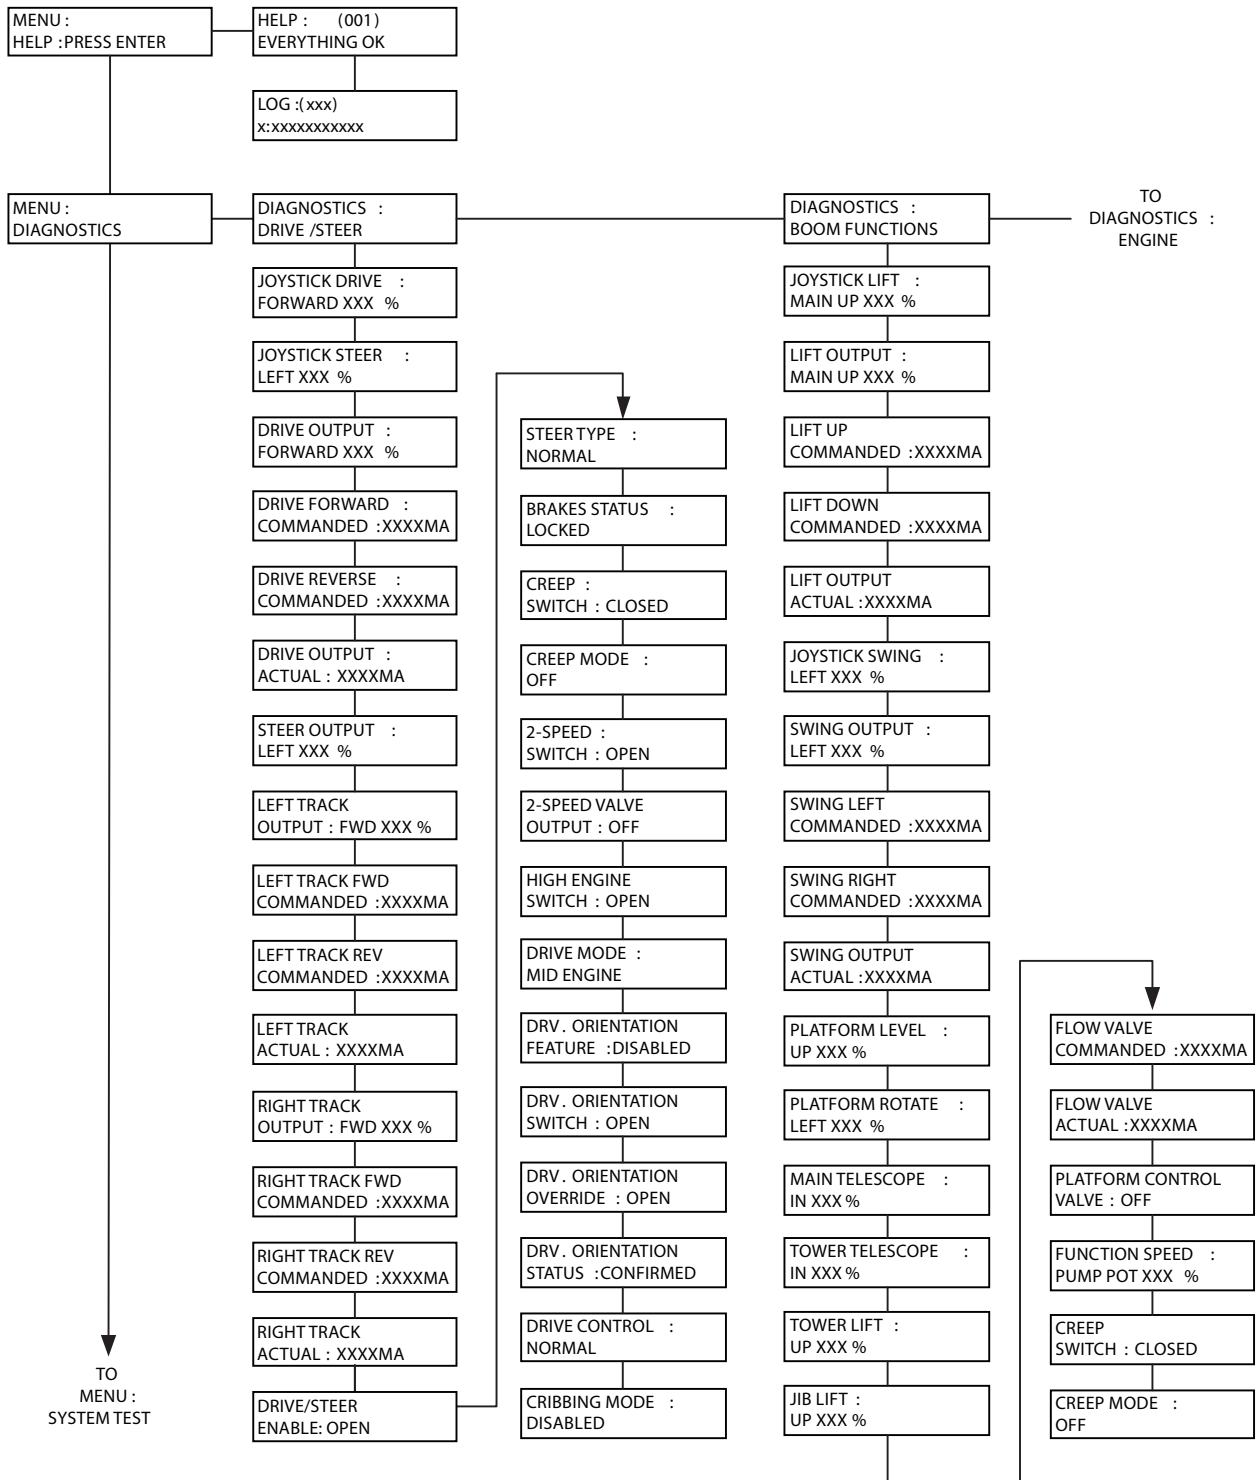 MENU :
HELP :PRESS ENTER
HELP : (001)
EVERYTHING OK
LOG :(xxx)
x:xxxxxxxxxxx
MENU :
DIAGNOSTICS
DIAGNOSTICS :
DRIVE /STEER
JOYSTICK DRIVE :
FORWARD XXX %
JOYSTICK STEER :
LEFT XXX %
DRIVE OUTPUT :
FORWARD XXX %
DRIVE FORWARD :
COMMANDED :XXXXMA
DRIVE REVERSE :
COMMANDED :XXXXMA
DRIVE OUTPUT :
ACTUAL : XXXXMA
STEER OUTPUT :
LEFT XXX %
LEFT TRACK
OUTPUT : FWD XXX %
LEFT TRACK FWD
COMMANDED :XXXXMA
LEFT TRACK REV
COMMANDED :XXXXMA
LEFT TRACK
ACTUAL : XXXXMA
RIGHT TRACK
OUTPUT : FWD XXX %
RIGHT TRACK FWD
COMMANDED :XXXXMA
RIGHT TRACK REV
COMMANDED :XXXXMA
RIGHT TRACK
ACTUAL : XXXXMA
DRIVE/STEER
ENABLE: OPEN
STEER TYPE :
NORMAL
BRAKES STATUS :
LOCKED
CREEP :
SWITCH : CLOSED
CREEP MODE :
OFF
2-SPEED :
SWITCH : OPEN
2-SPEED VALVE
OUTPUT : OFF
HIGH ENGINE
SWITCH : OPEN
DRIVE MODE :
MID ENGINE
DRV . ORIENTATION
FEATURE :DISABLED
DRV . ORIENTATION
SWITCH : OPEN
DRV . ORIENTATION
OVERRIDE : OPEN
DRV . ORIENTATION
STATUS :CONFIRMED
DRIVE CONTROL :
NORMAL
CRIBBING MODE :
DISABLED
DIAGNOSTICS :
BOOM FUNCTIONS
JOYSTICK LIFT :
MAIN UP XXX %
LIFT OUTPUT :
MAIN UP XXX %
LIFT UP
COMMANDED :XXXXMA
LIFT DOWN
COMMANDED :XXXXMA
LIFT OUTPUT
ACTUAL :XXXXMA
JOYSTICK SWING :
LEFT XXX %
SWING OUTPUT :
LEFT XXX %
SWING LEFT
COMMANDED :XXXXMA
SWING RIGHT
COMMANDED :XXXXMA
SWING OUTPUT
ACTUAL :XXXXMA
PLATFORM LEVEL :
UP XXX %
PLATFORM ROTATE :
LEFT XXX %
MAIN TELESCOPE :
IN XXX %
TOWER TELESCOPE :
IN XXX %
TOWER LIFT :
UP XXX %
JIB LIFT :
UP XXX %
FLOW VALVE
COMMANDED :XXXXMA
FLOW VALVE
ACTUAL :XXXXMA
PLATFORM CONTROL
VALVE : OFF
FUNCTION SPEED :
PUMP POT XXX %
CREEP
SWITCH : CLOSED
CREEP MODE :
OFF
TO
DIAGNOSTICS :
ENGINE
TO
MENU :
SYSTEM TEST